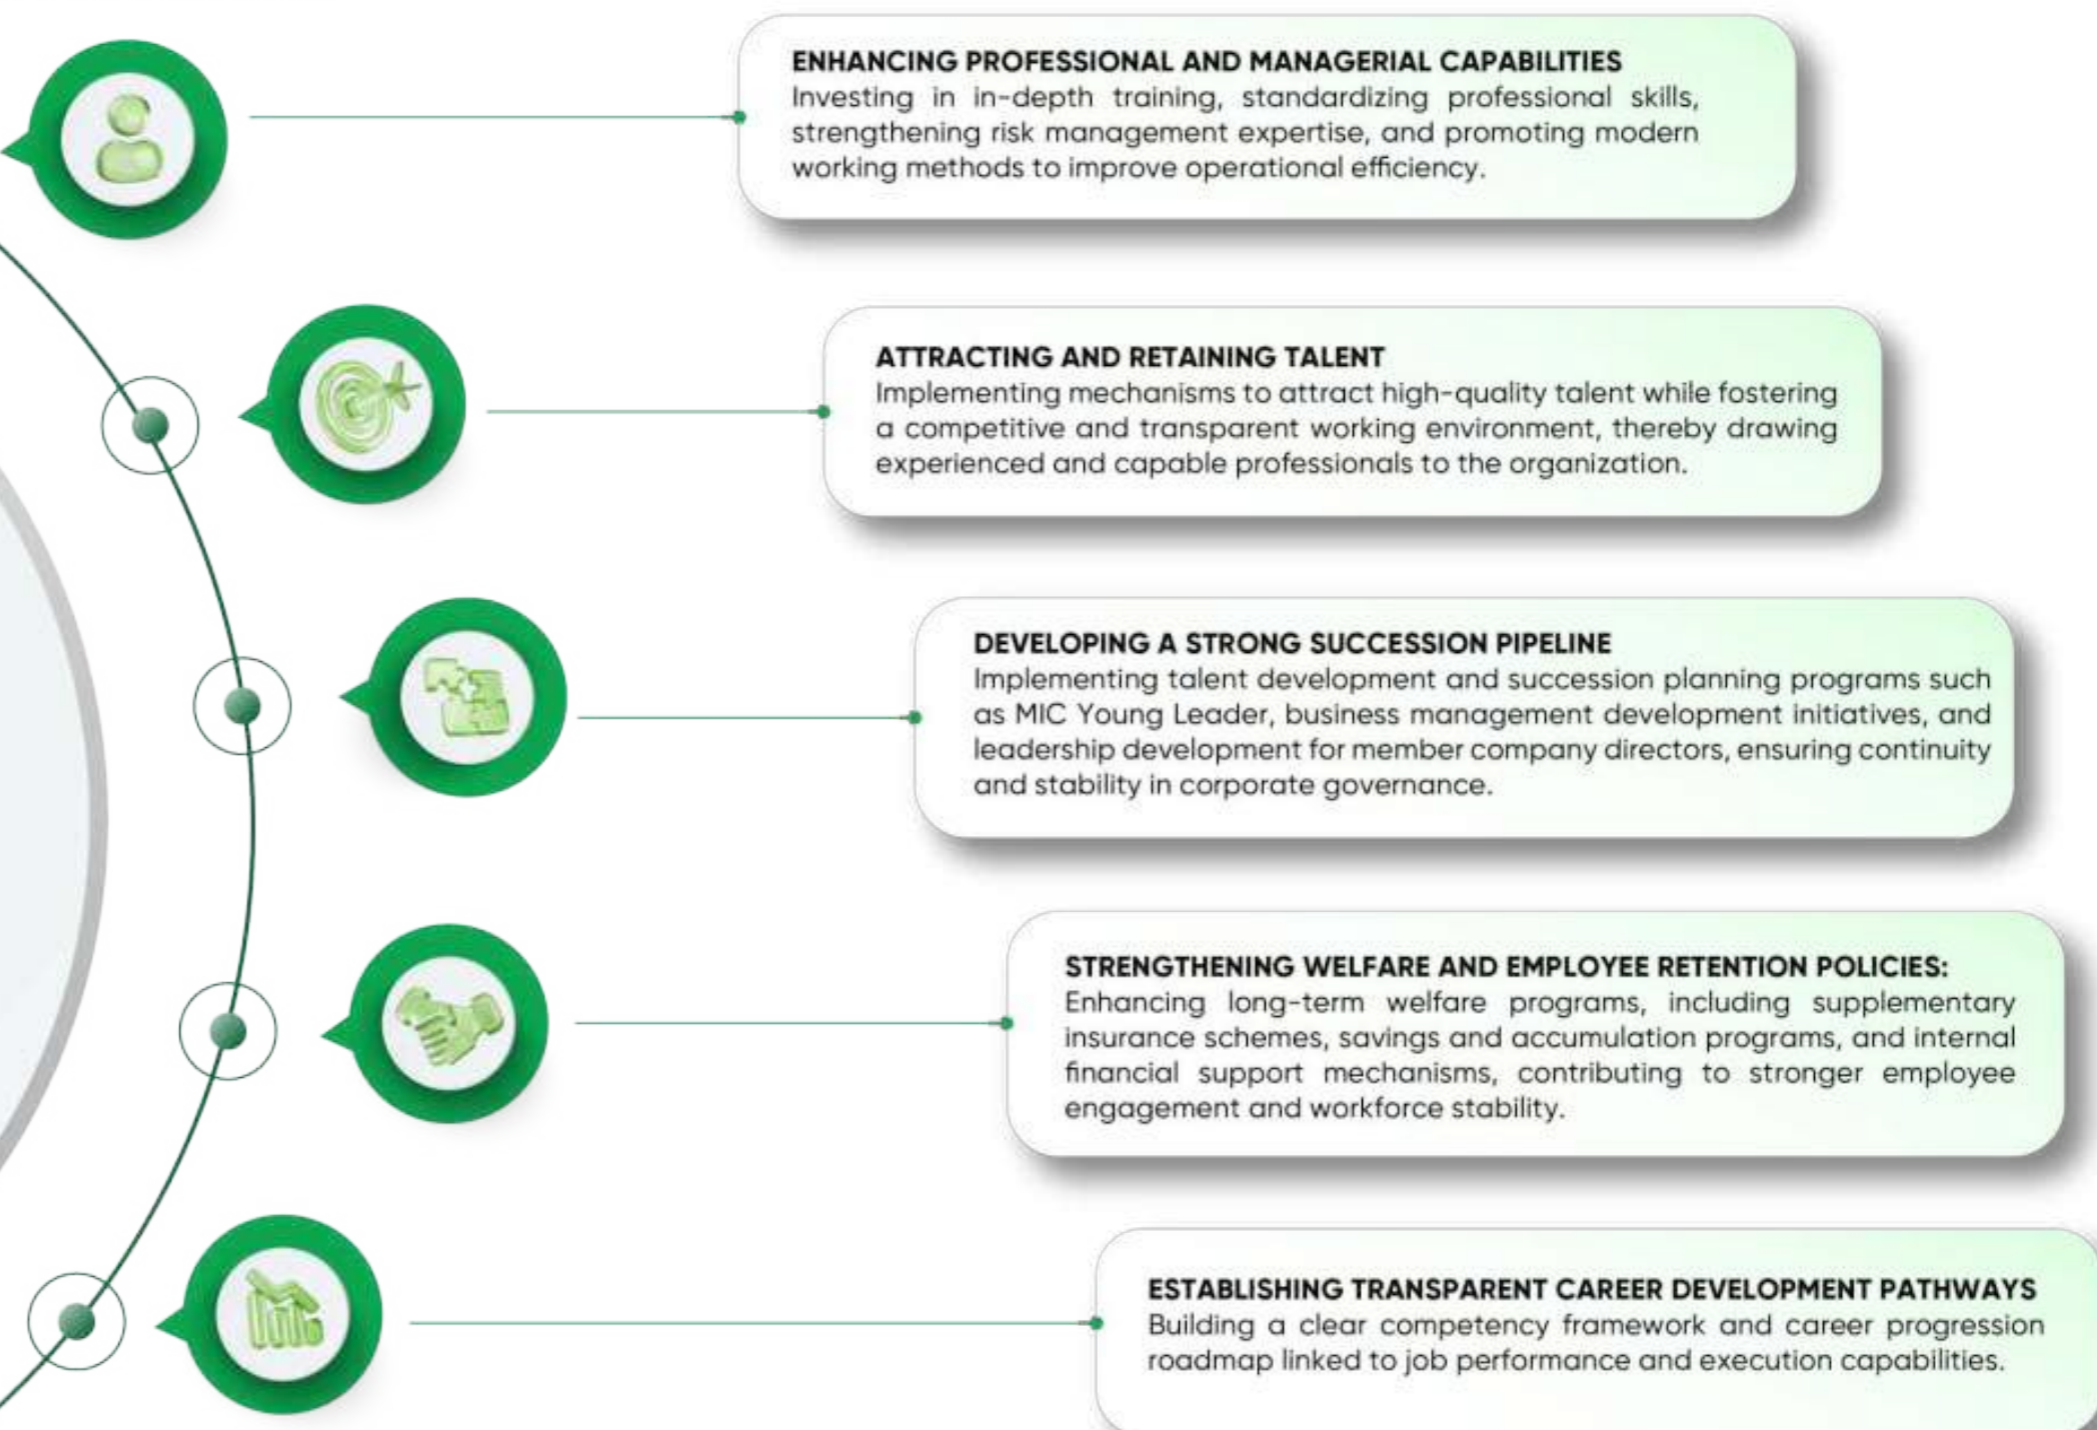 ENHANCING PROFESSIONAL AND MANAGERIAL CAPABILITIES
Investing in in-depth training, standardizing professional skills,
strengthening risk management expertise, and promoting modern
working methods to improve operational efficiency.
ATTRACTING AND RETAINING TALENT
Implementing mechanisms to attract high-quality talent while fostering
a competitive and transparent working environment, thereby drawing
experienced and capable professionals to the organization.
DEVELOPING A STRONG SUCCESSION PIPELINE
Implementing talent development and succession planning programs such
as MIC Young Leader, business management development initiatives, and
leadership development for member company directors, ensuring continuity
and stability in corporate governance.
STRENGTHENING WELFARE AND EMPLOYEE RETENTION POLICIES:
Enhancing long-term welfare programs, including supplementary
insurance schemes, savings and accumulation programs, and internal
financial support mechanisms, contributing to stronger employee
engagement and workforce stability.
ESTABLISHING TRANSPARENT CAREER DEVELOPMENT PATHWAYS
Building a clear competency framework and career progression
roadmap linked to job performance and execution capabilities.